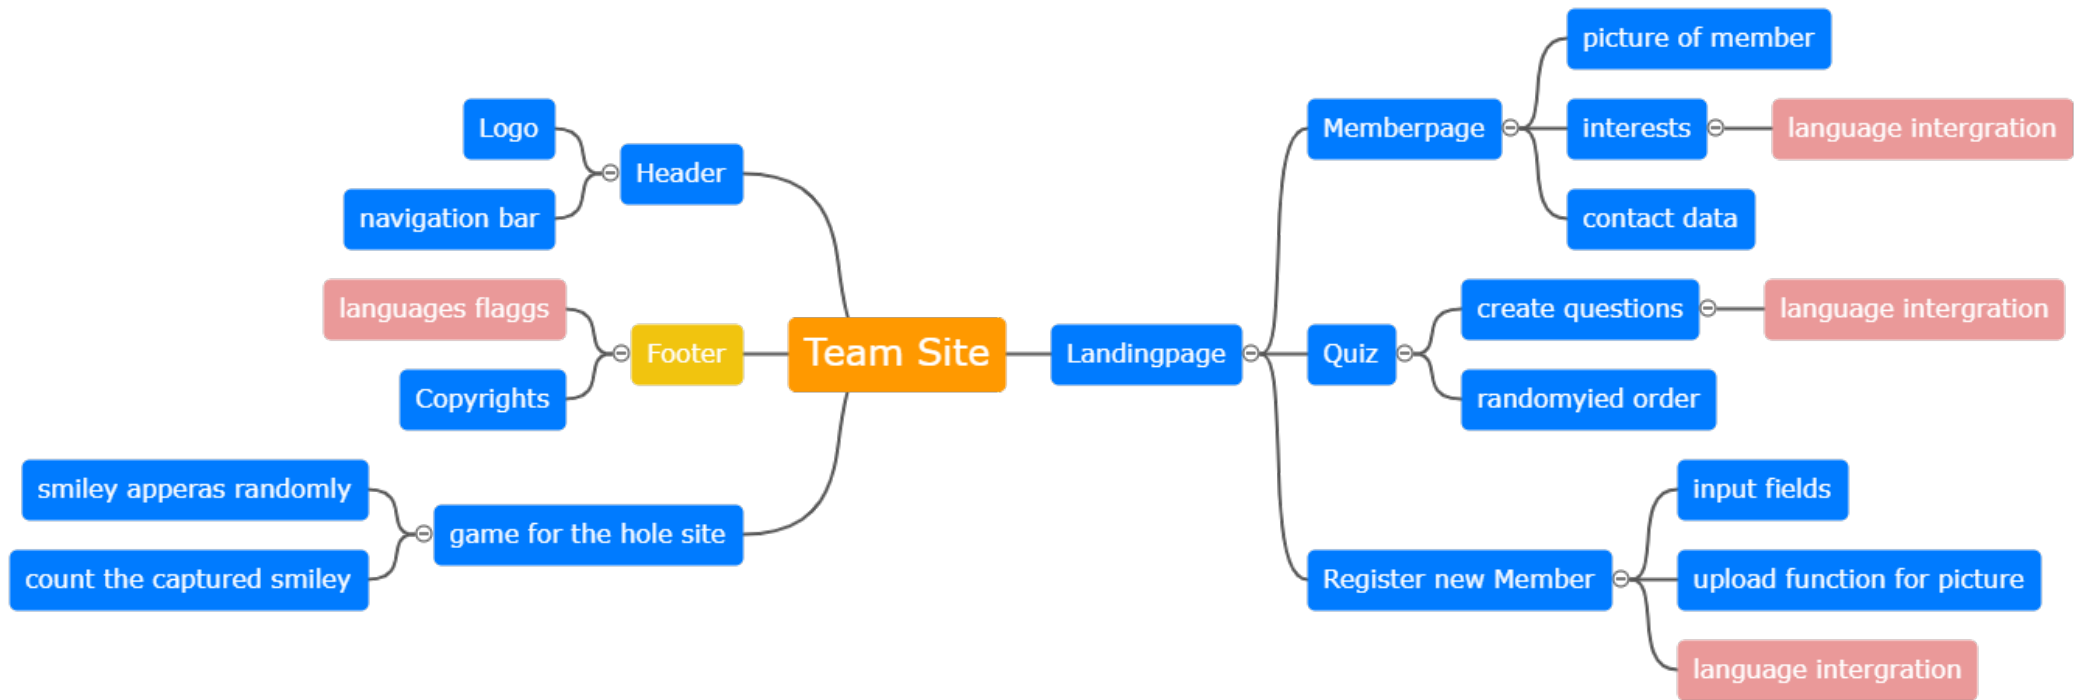 Team Site
Header
Logo
navigation bar
Footer
languages flaggs
Copyrights
game for the hole site
smiley apperas randomly
count the captured smiley
Landingpage
Memberpage
picture of member
interests
language intergration
contact data
Quiz
create questions
language intergration
randomyied order
Register new Member
input fields
upload function for picture
language intergration